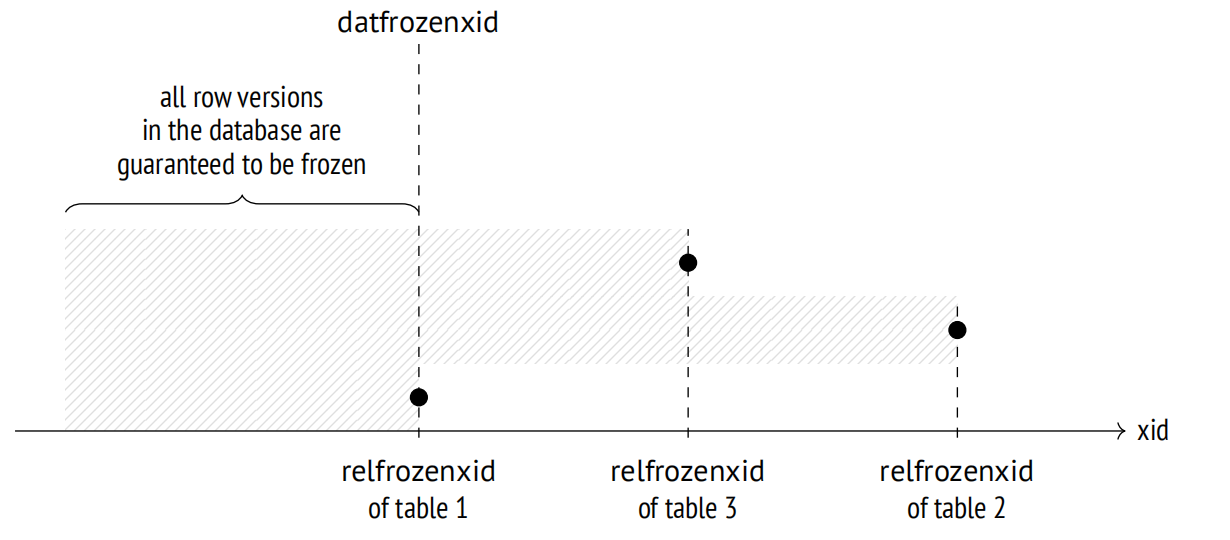 datfrozenxid
all row versions
in the database are
guaranteed to be frozen
xid
relfrozenxid
of table 1
relfrozenxid
of table 3
relfrozenxid
of table 2